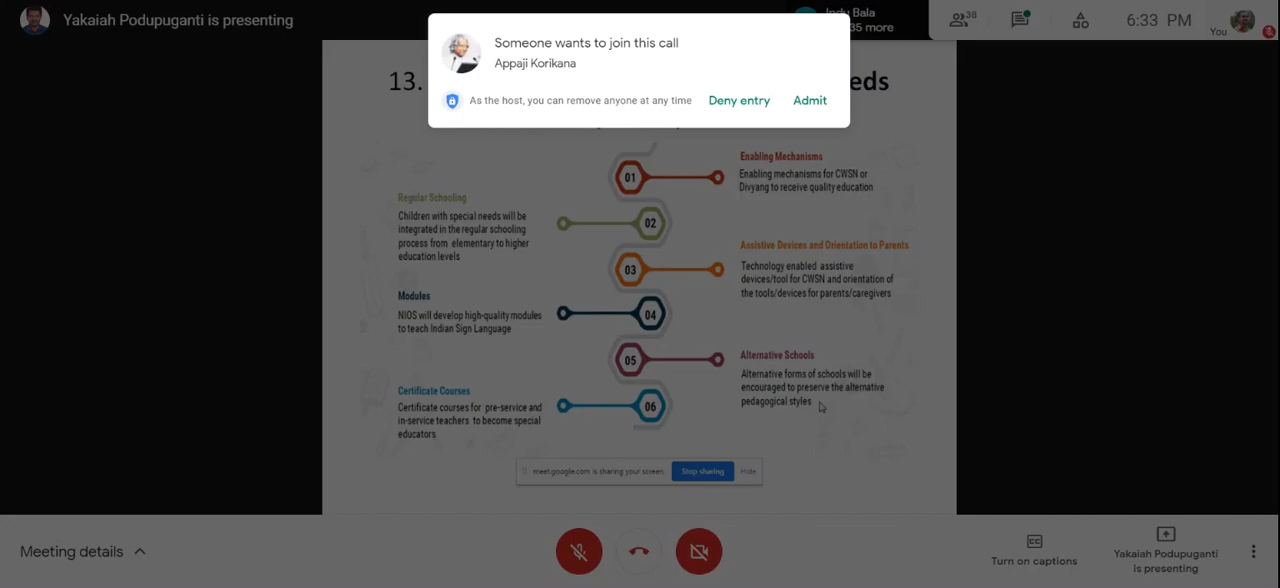 Yakaiah Podupuganti is presenting
Indu Bala
35 more
38
6:33 PM
You
Someone wants to join this call
Appaji Korikana
As the host, you can remove anyone at any time
Deny entry
Admit
13.
eds
01
Enabling Mechanisms
Enabling mechanisms for CWSN or
Divyang to receive quality education
Regular Schooling
Children with special needs will be
integrated in the regular schooling
process from elementary to higher
education levels
02
03
Assistive Devices and Orientation to Parents
Technology enabled assistive
devices/tool for CWSN and orientation of
the tools/devices for parents/caregivers
Modules
NIOS will develop high-quality modules
to teach Indian Sign Language
04
05
Alternative Schools
Alternative forms of schools will be
encouraged to preserve the alternative
pedagogical styles
Certificate Courses
Certificate courses for pre-service and
in-service teachers to become special
educators
06
meet.google.com is sharing your screen.
Stop sharing
Hide
Meeting details
CC
Turn on captions
Yakaiah Podupuganti
is presenting